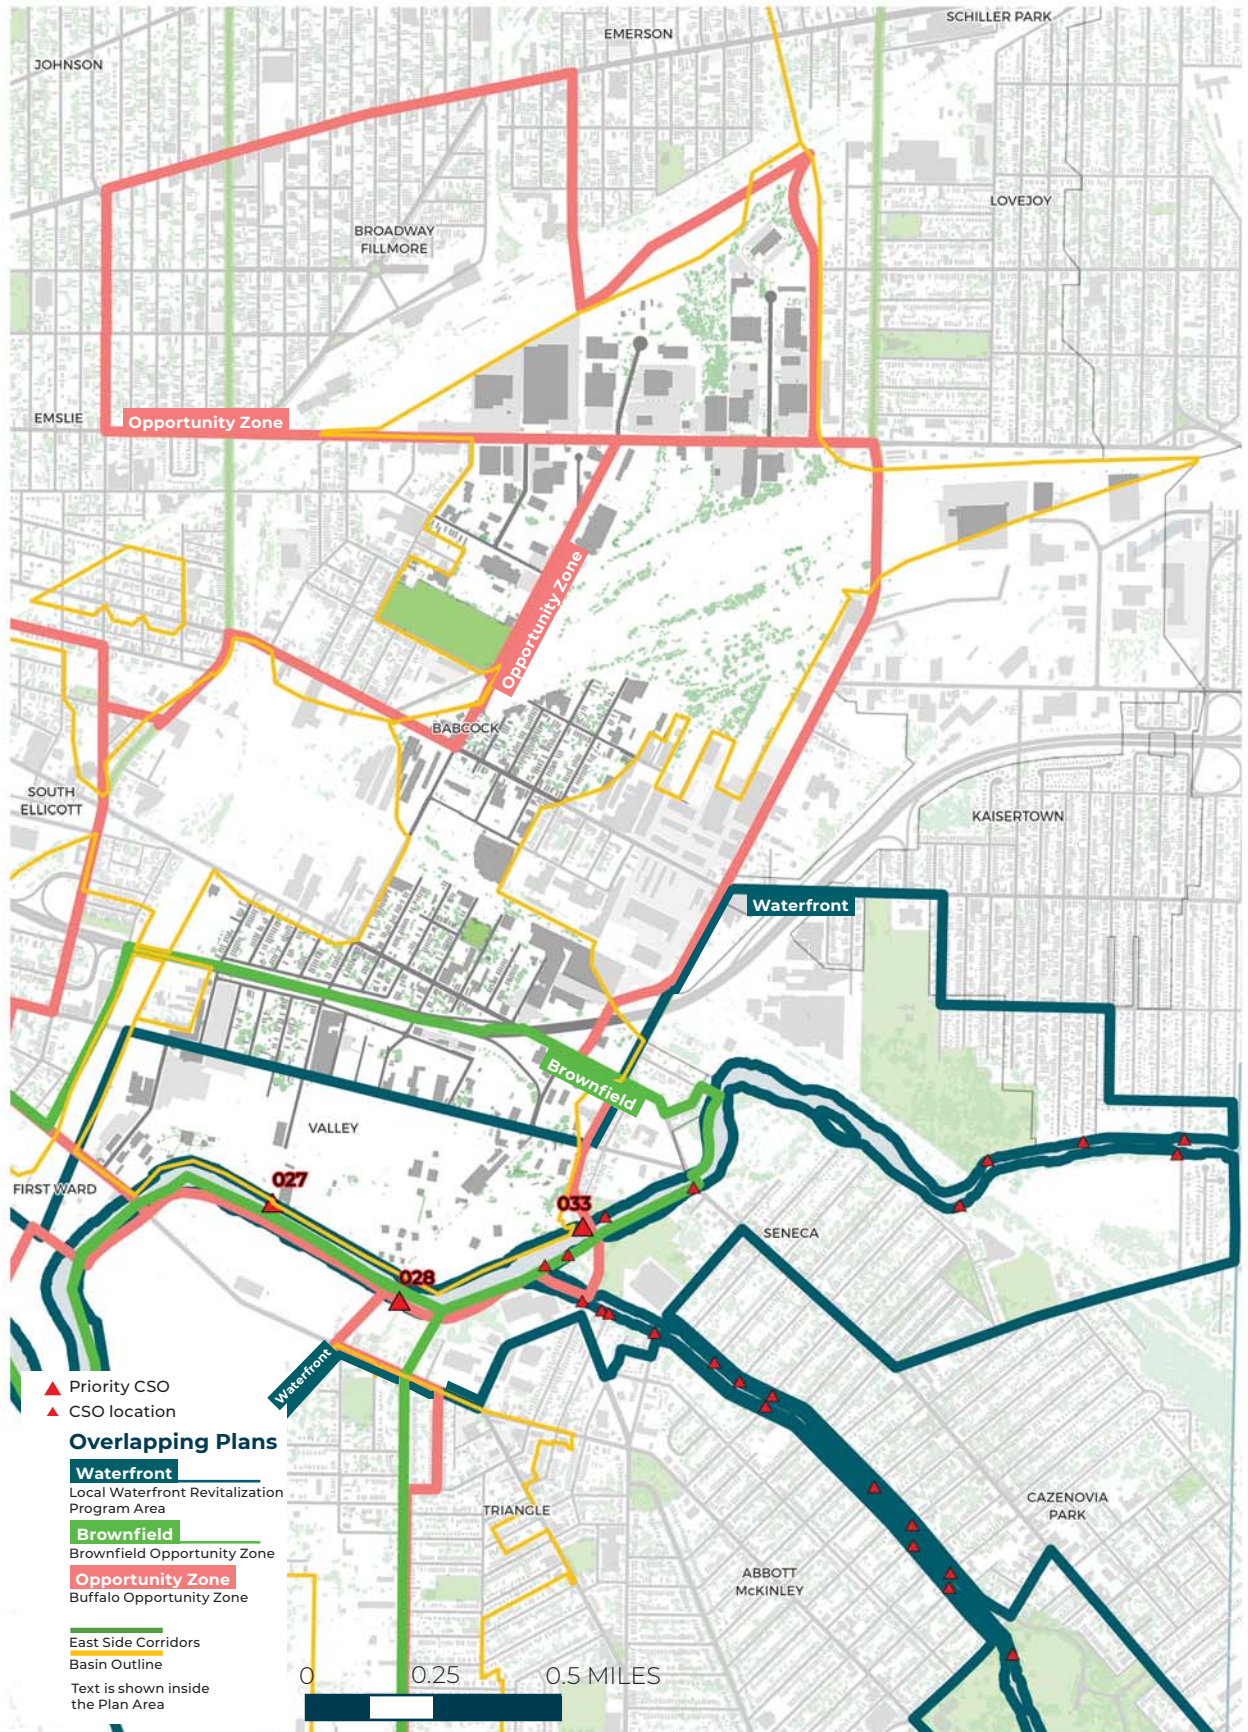 SCHILLER PARK
EMERSON
JOHNSON
LOVEJOY
BROADWAY
FILLMORE
EMSLIE
Opportunity Zone
Opportunity Zone
BABCOCK
SOUTH
ELLICOTT
KAISERTOWN
Waterfront
Brownfield
VALLEY
027
FIRST WARD
033
SENECA
028
Waterfront
Priority CSO
CSO location
Overlapping Plans
Waterfront
Local Waterfront Revitalization
Program Area
Brownfield
Brownfield Opportunity Zone
Opportunity Zone
Buffalo Opportunity Zone
East Side Corridors
Basin Outline
Text is shown inside
the Plan Area
TRIANGLE
CAZENOVIA
PARK
ABBOTT
McKINLEY
0 0.25 0.5 MILES